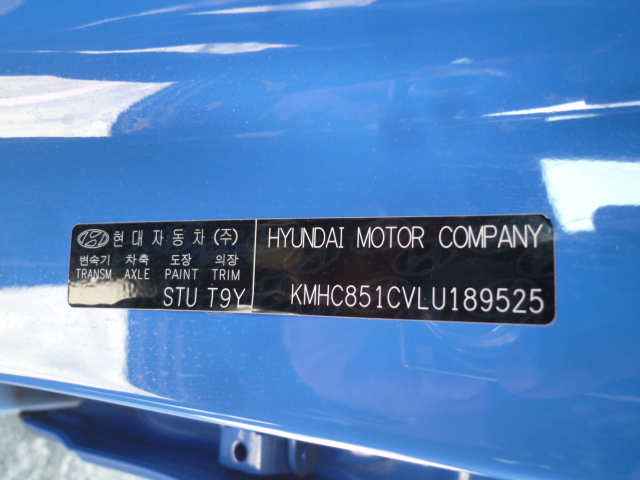 현대자동차 (주)
변속기 차축 도장 의장
TRANSM AXLE PAINT TRIM
STU T9Y
HYUNDAI MOTOR COMPANY
KMHC851CVLU189525